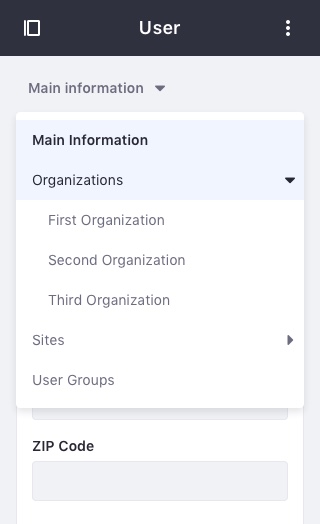 User
Main information
Main Information
Organizations
First Organization
Second Organization
Third Organization
Sites
User Groups
ZIP Code